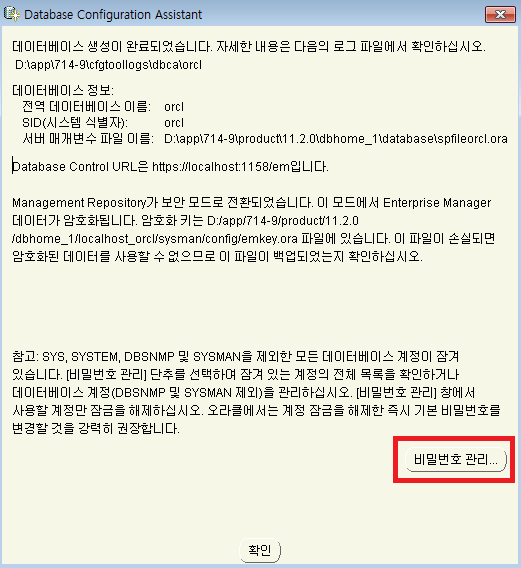 Database Configuration Assistant
데이터베이스 생성이 완료되었습니다. 자세한 내용은 다음의 로그 파일에서 확인하십시오.
D:\app\714-9\cfgtoollogs\dbca\orcl
데이터베이스 정보:
전역 데이터베이스 이름: orcl
SID(시스템 식별자): orcl
서버 매개변수 파일 이름: D:\app\714-9\product\11.2.0\dbhome_1\database\spfileorcl.ora
Database Control URL은 https://localhost:1158/em입니다.
Management Repository가 보안 모드로 전환되었습니다. 이 모드에서 Enterprise Manager
데이터가 암호화됩니다. 암호화 키는 D:/app/714-9/product/11.2.0
/dbhome_1/localhost_orcl/sysman/config/emkey.ora 파일에 있습니다. 이 파일이 손실되면
암호화된 데이터를 사용할 수 없으므로 이 파일이 백업되었는지 확인하십시오.
참고: SYS, SYSTEM, DBSNMP 및 SYSMAN을 제외한 모든 데이터베이스 계정이 잠겨
있습니다. [비밀번호 관리] 단추를 선택하여 잠겨 있는 계정의 전체 목록을 확인하거나
데이터베이스 계정(DBSNMP 및 SYSMAN 제외)을 관리하십시오. [비밀번호 관리] 창에서
사용할 계정만 잠금을 해제하십시오. 오라클에서는 계정 잠금을 해제한 즉시 기본 비밀번호를
변경할 것을 강력히 권장합니다.
비밀번호 관리...
확인